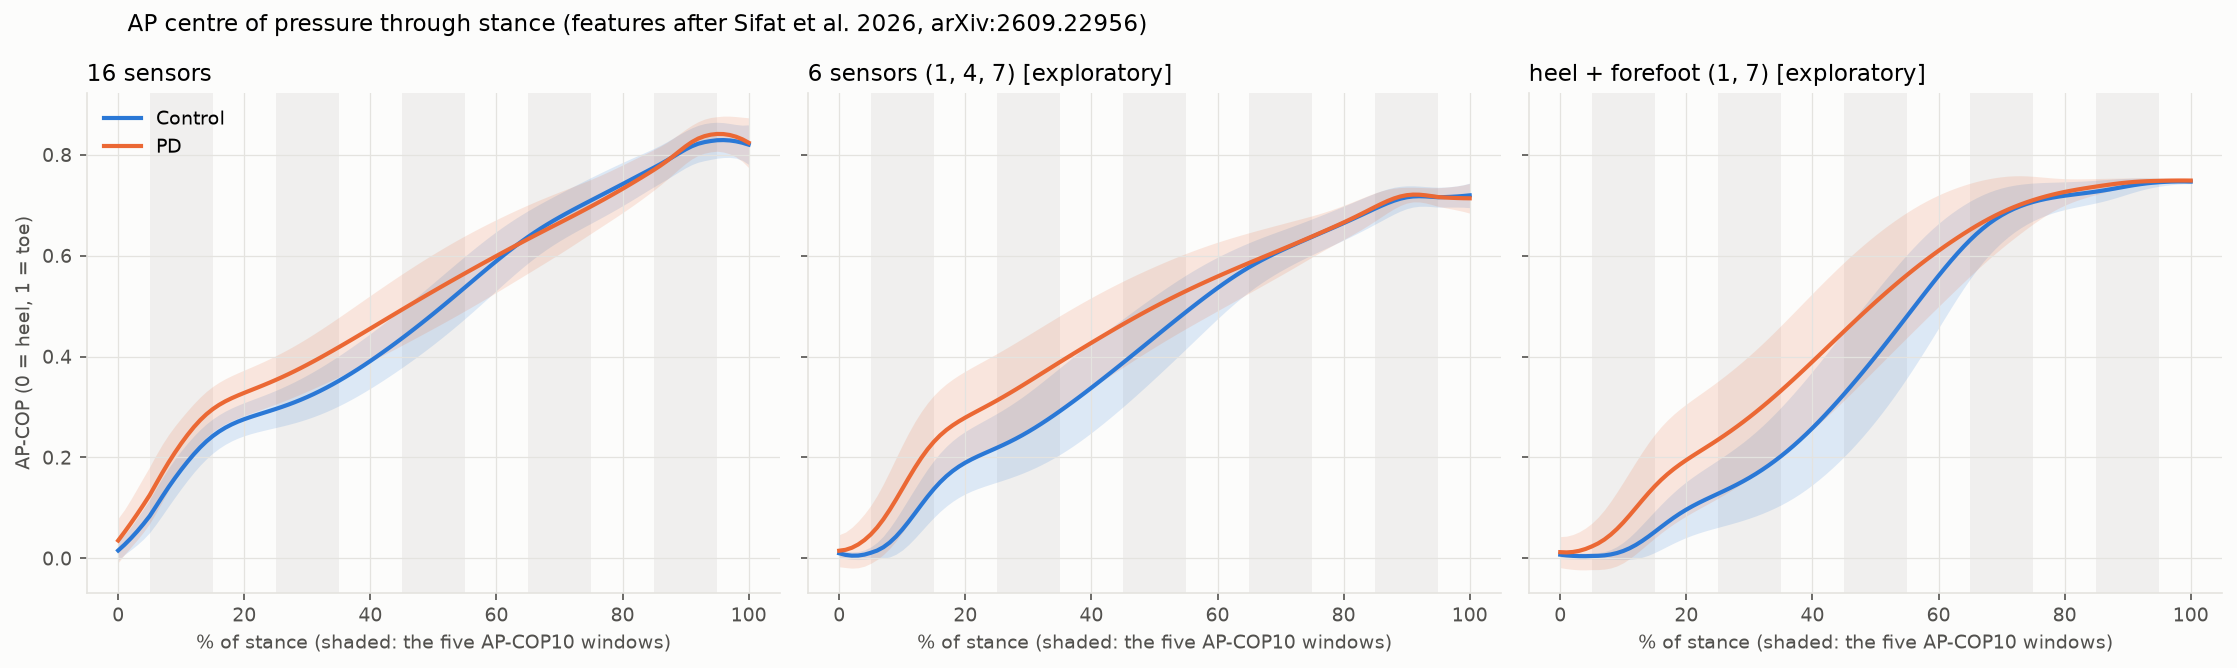 AP centre of pressure through stance (features after Sifat et al. 2026, arXiv:2609.22956)
16 sensors
Control
PD
AP-COP (0 = heel, 1 = toe)
0.8
0.6
0.4
0.2
0.0
0 20 40 60 80 100
% of stance (shaded: the five AP-COP10 windows)
6 sensors (1, 4, 7) [exploratory]
0 20 40 60 80 100
% of stance (shaded: the five AP-COP10 windows)
heel + forefoot (1, 7) [exploratory]
0 20 40 60 80 100
% of stance (shaded: the five AP-COP10 windows)